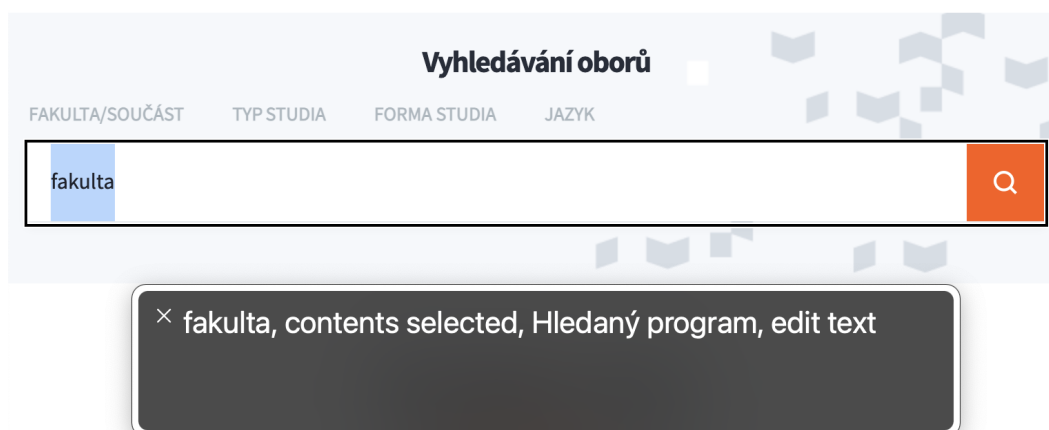 Vyhledávání oborů
FAKULTA/SOUČÁST TYP STUDIA FORMA STUDIA JAZYK
fakulta
fakulta, contents selected, Hledaný program, edit text